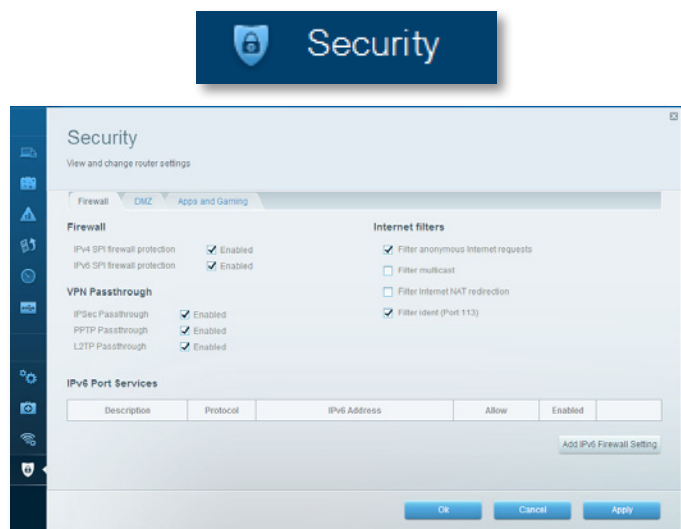 Security
Security
View and change router settings
Firewall DMZ Apps and Gaming
Firewall
IPv4 SPI firewall protection Enabled
IPv6 SPI firewall protection Enabled
VPN Passthrough
IPSec Passthrough Enabled
PPTP Passthrough Enabled
L2TP Passthrough Enabled
Internet filters
Filter anonymous Internet requests
Filter multicast
Filter Internet NAT redirection
Filter ident (Port 113)
IPv6 Port Services
Description Protocol IPv6 Address Allow Enabled
Add IPv6 Firewall Setting
Ok Cancel Apply